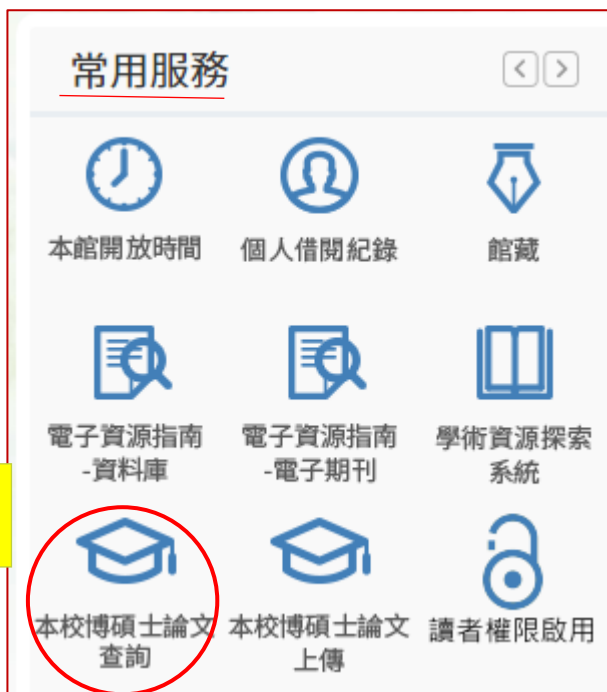 常用服務
本館開放時間
個人借閱紀錄
館藏
電子資源指南
-資料庫
電子資源指南
-電子期刊
學術資源探索
系統
本校博碩士論文
查詢
本校博碩士論文
上傳
讀者權限啟用